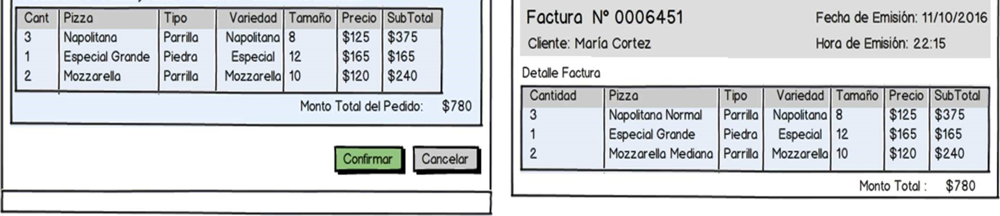 Cant Pizza Tipo Variedad Tamaño Precio SubTotal
3 Napolitana Parrilla Napolitana 8 $125 $375
1 Especial Grande Piedra Especial 12 $165 $165
2 Mozzarella Parrilla Mozzarella 10 $120 $240
Monto Total del Pedido: $780
Confirmar Cancelar
Factura N° 0006451 Fecha de Emisión: 11/10/2016
Cliente: María Cortez Hora de Emisión: 22:15
Detalle Factura
Cantidad Pizza Tipo Variedad Tamaño Precio SubTotal
3 Napolitana Normal Parrilla Napolitana 8 $125 $375
1 Especial Grande Piedra Especial 12 $165 $165
2 Mozzarella Mediana Parrilla Mozzarella 10 $120 $240
Monto Total : $780